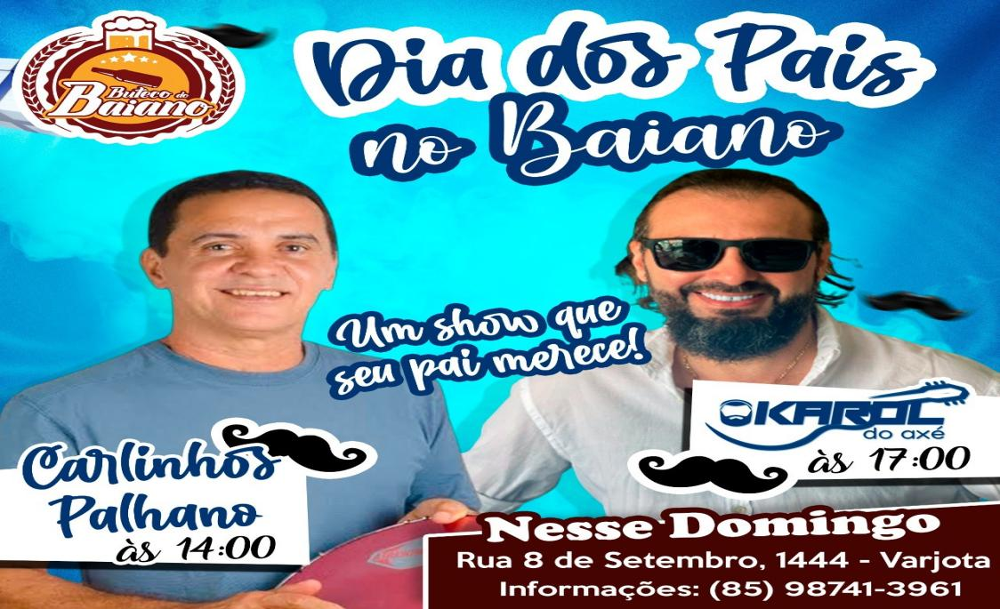 Buteco do
Baiano
Dia dos Pais
no Baiano
Um show que
seu pai merece!
OKAROL
do axé
às 17:00
Carlinhos
Palhano
às 14:00
Nesse Domingo
Rua 8 de Setembro, 1444 - Varjota
Informações: (85) 98741-3961